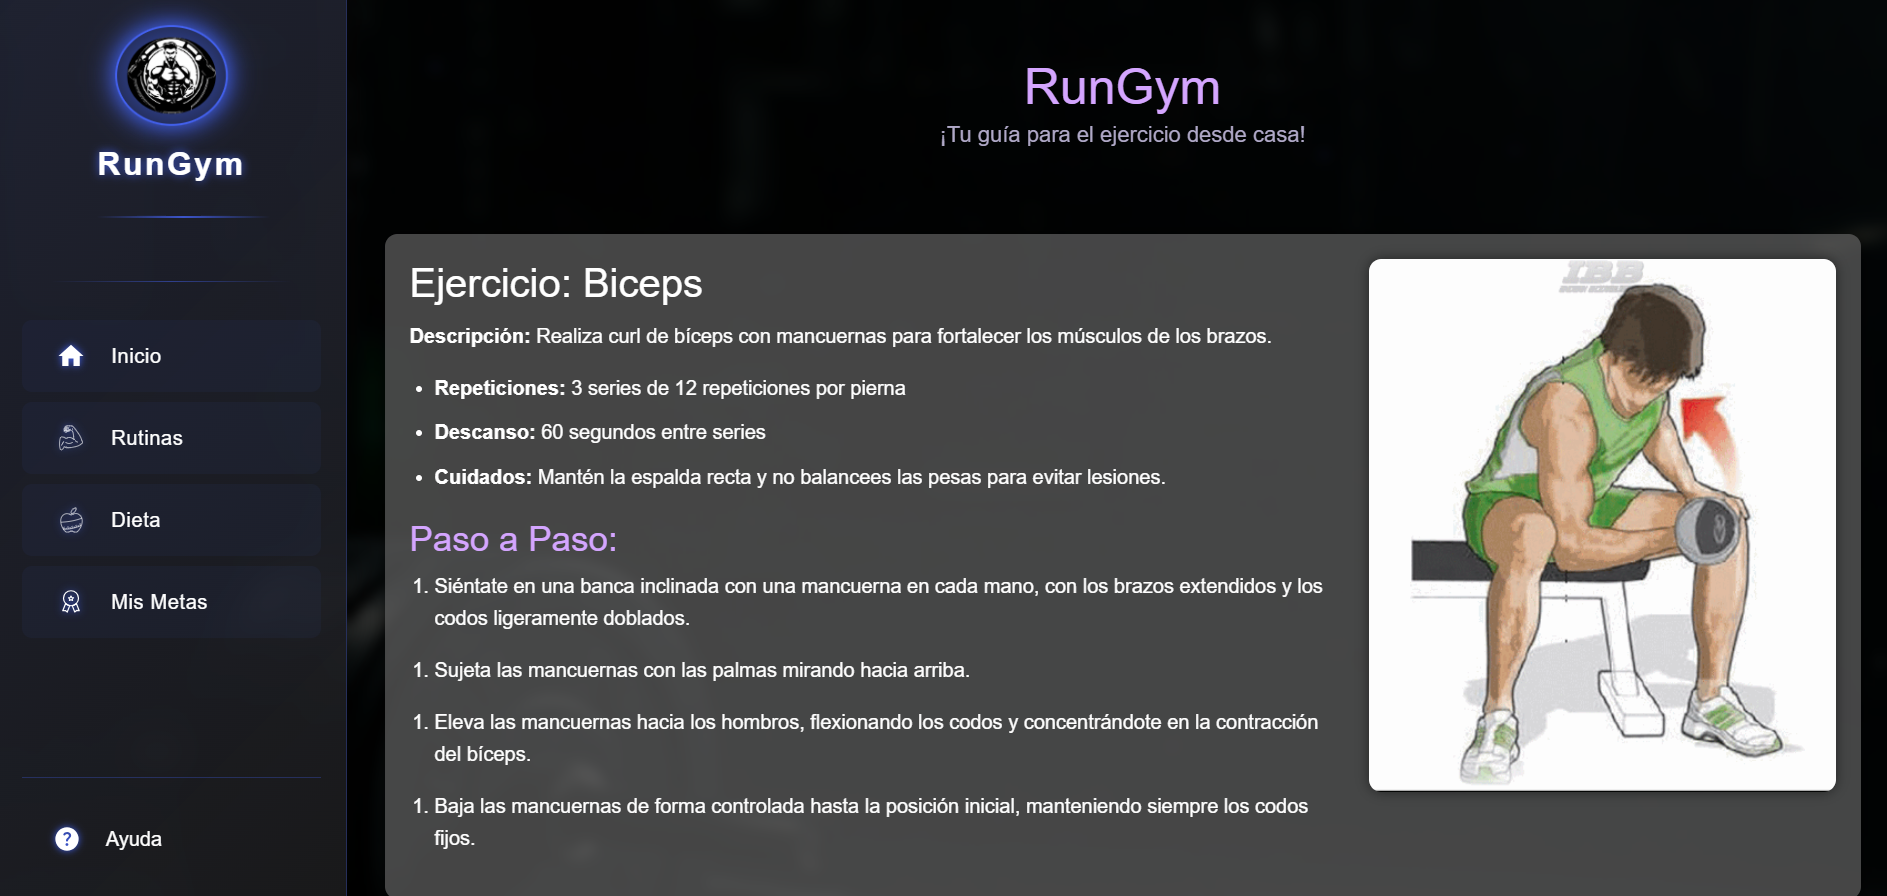 RunGym
Inicio
Rutinas
Dieta
Mis Metas
Ayuda
RunGym
¡Tu guía para el ejercicio desde casa!
Ejercicio: Biceps
Descripción: Realiza curl de bíceps con mancuernas para fortalecer los músculos de los brazos.
• Repeticiones: 3 series de 12 repeticiones por pierna
• Descanso: 60 segundos entre series
• Cuidados: Mantén la espalda recta y no balancees las pesas para evitar lesiones.
Paso a Paso:
1. Siéntate en una banca inclinada con una mancuerna en cada mano, con los brazos extendidos y los
codos ligeramente doblados.
1. Sujeta las mancuernas con las palmas mirando hacia arriba.
1. Eleva las mancuernas hacia los hombros, flexionando los codos y concentrándote en la contracción
del bíceps.
1. Baja las mancuernas de forma controlada hasta la posición inicial, manteniendo siempre los codos
fijos.
IBB